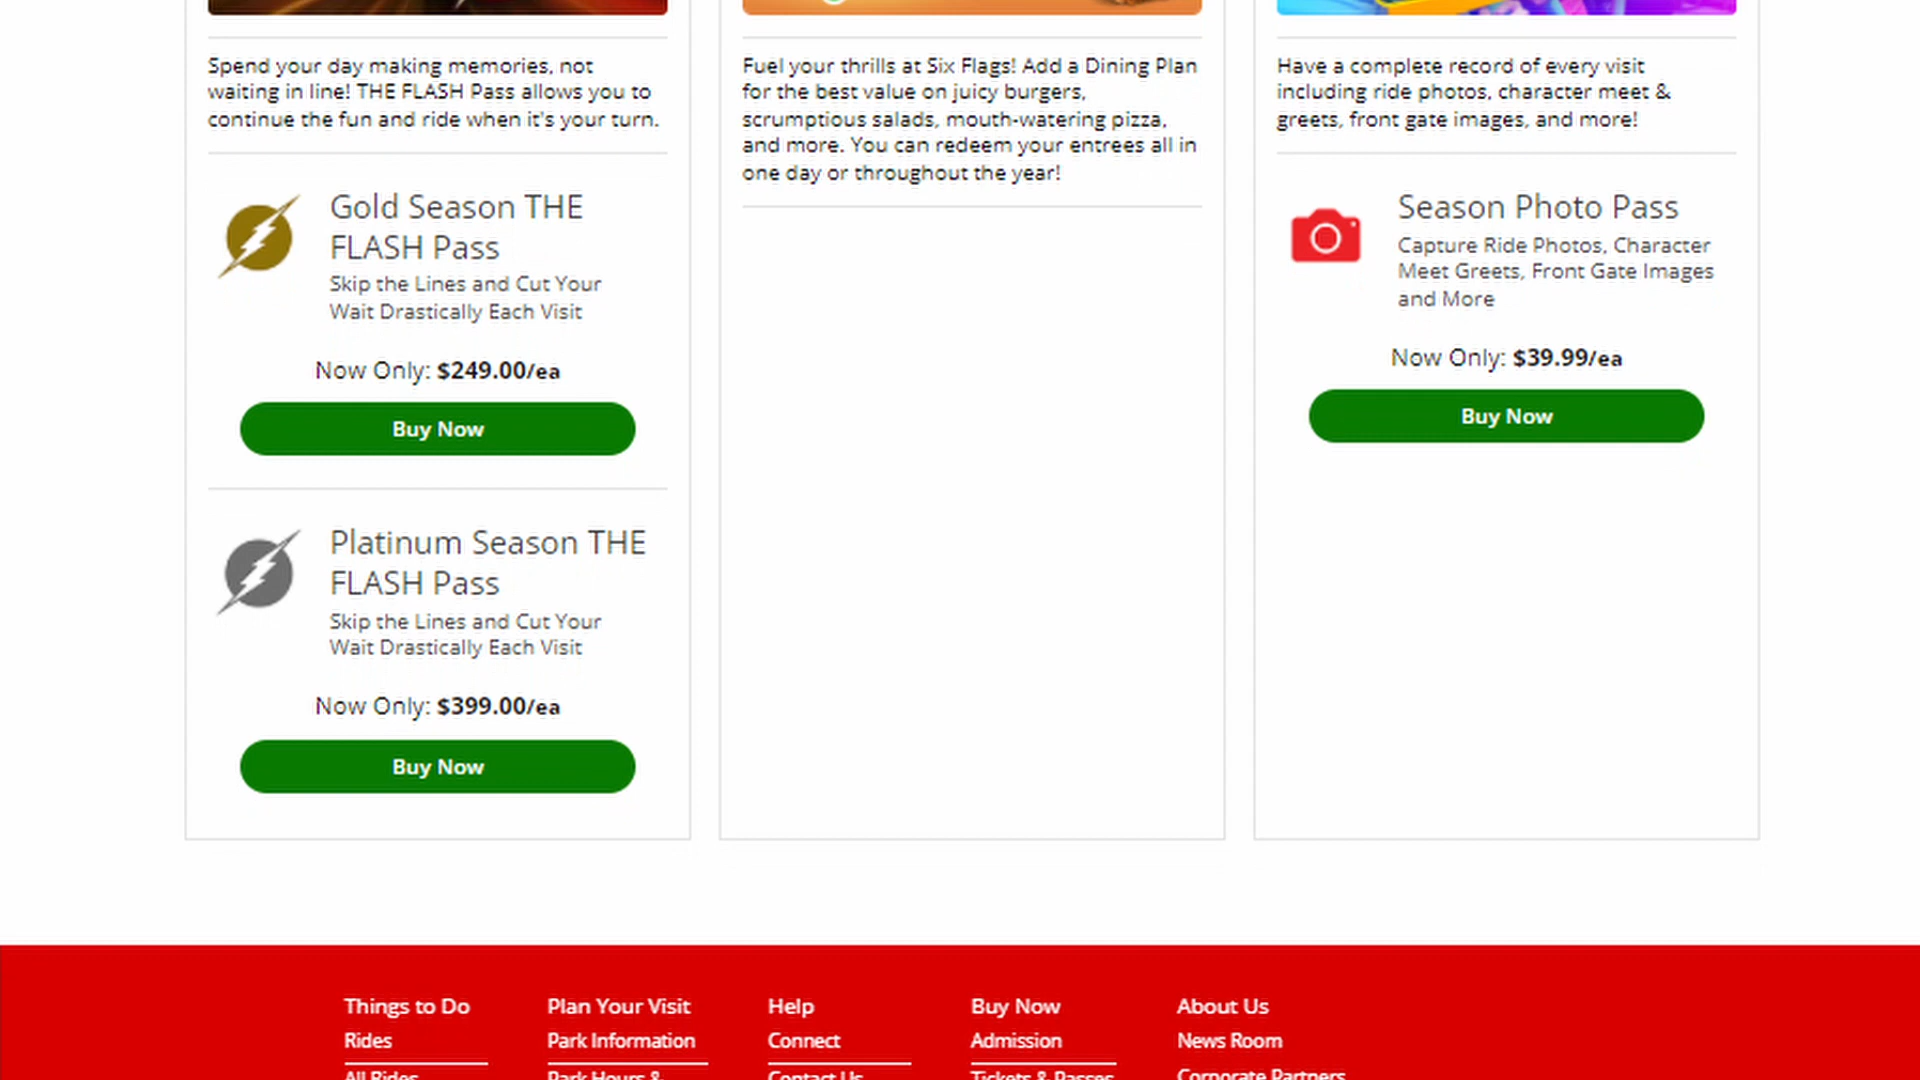 Spend your day making memories, not
waiting in line! THE FLASH Pass allows you to
continue the fun and ride when it's your turn.
Gold Season THE
FLASH Pass
Skip the Lines and Cut Your
Wait Drastically Each Visit
Now Only: $249.00/ea
Buy Now
Platinum Season THE
FLASH Pass
Skip the Lines and Cut Your
Wait Drastically Each Visit
Now Only: $399.00/ea
Buy Now
Fuel your thrills at Six Flags! Add a Dining Plan
for the best value on juicy burgers,
scrumptious salads, mouth-watering pizza,
and more. You can redeem your entrees all in
one day or throughout the year!
Have a complete record of every visit
including ride photos, character meet &
greets, front gate images, and more!
Season Photo Pass
Capture Ride Photos, Character
Meet Greets, Front Gate Images
and More
Now Only: $39.99/ea
Buy Now
Things to Do
Rides
All Rides
Plan Your Visit
Park Information
Park Hours &
Help
Connect
Contact Us
Buy Now
Admission
Tickets & Passes
About Us
News Room
Corporate Partners